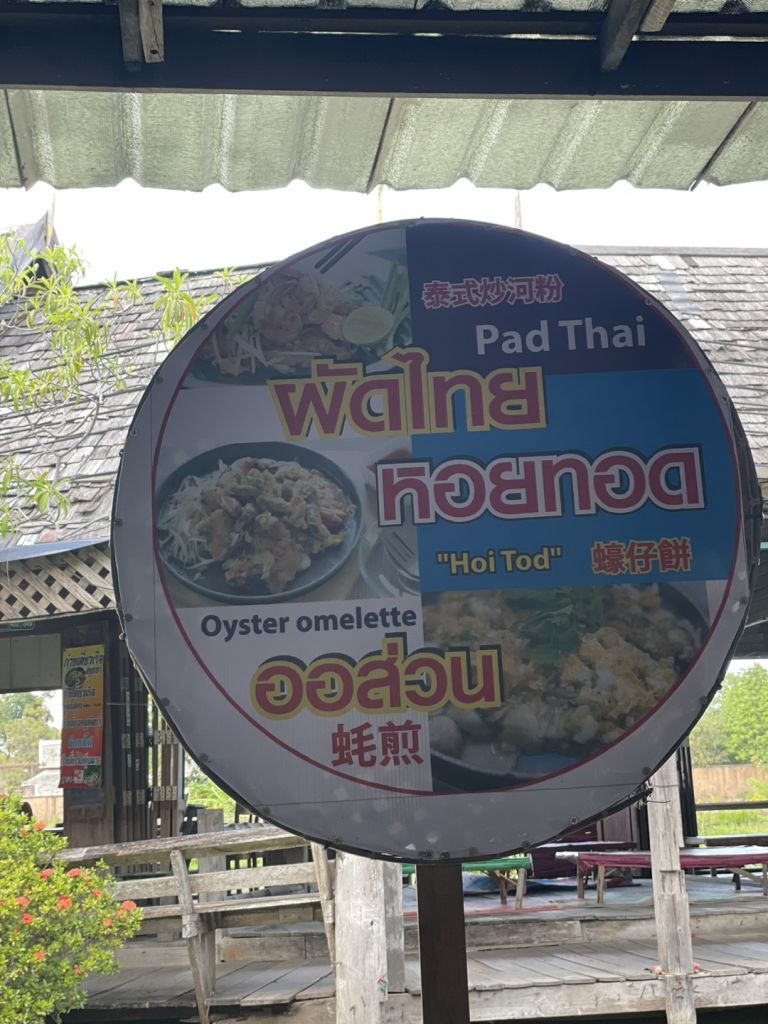 泰式炒河粉
Pad Thai
ผัดไทย
หอยทอด
"Hoi Tod" 蠔仔餅
Oyster omelette
ออส่วน
蚝煎